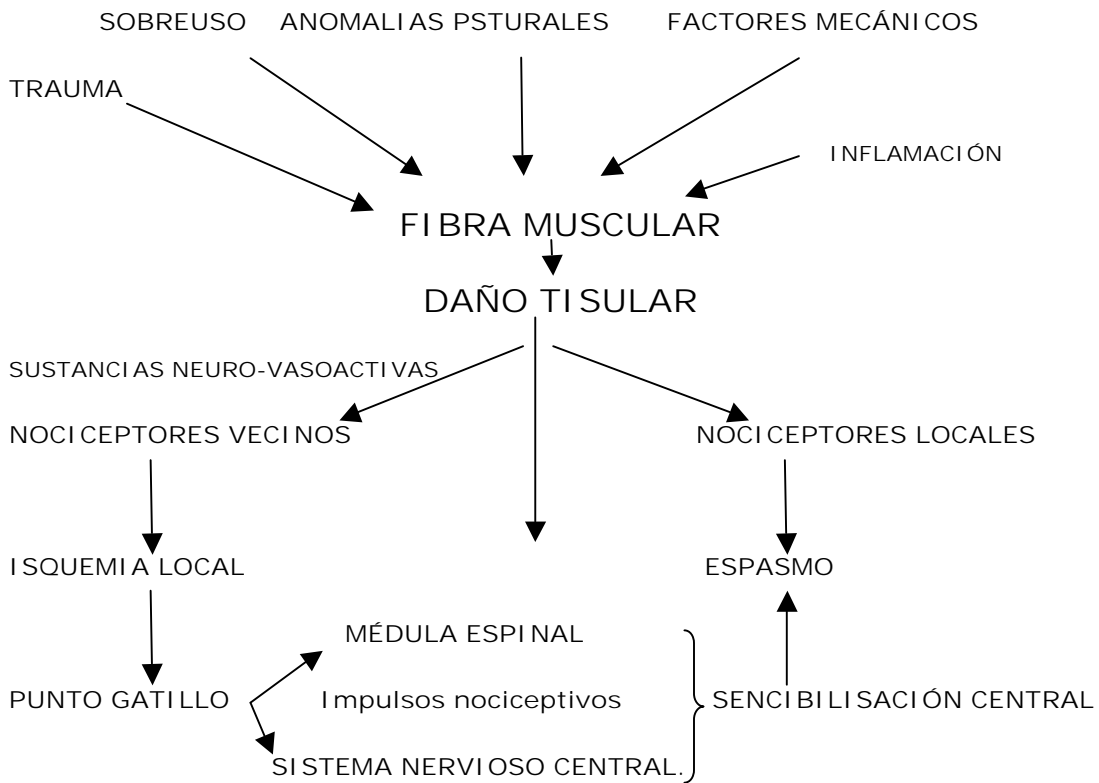 SOBREUSO ANOMALIAS PSTURALES FACTORES MECÁNICOS
TRAUMA
INFLAMACIÓN
FIBRA MUSCULAR
DAÑO TISULAR
SUSTANCIAS NEURO-VASOACTIVAS
NOCICEPTORES VECINOS NOCICEPTORES LOCALES
ISQUEMIA LOCAL ESPASMO
MÉDULA ESPINAL
PUNTO GATILLO Impulsos nociceptivos SENCIBILISACIÓN CENTRAL
SISTEMA NERVIOSO CENTRAL.